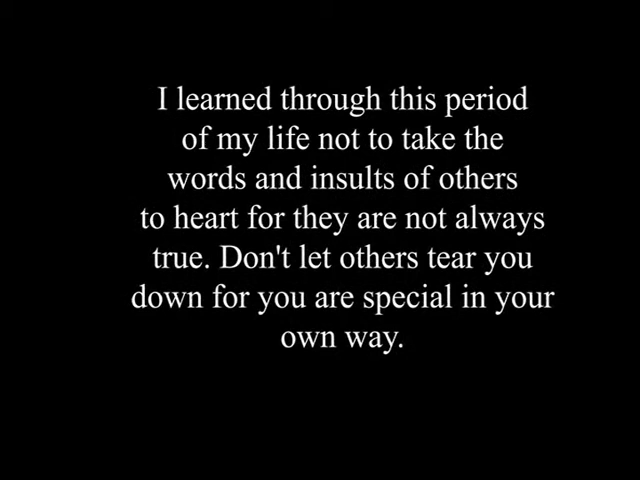 I learned through this period
of my life not to take the
words and insults of others
to heart for they are not always
true. Don't let others tear you
down for you are special in your
own way.